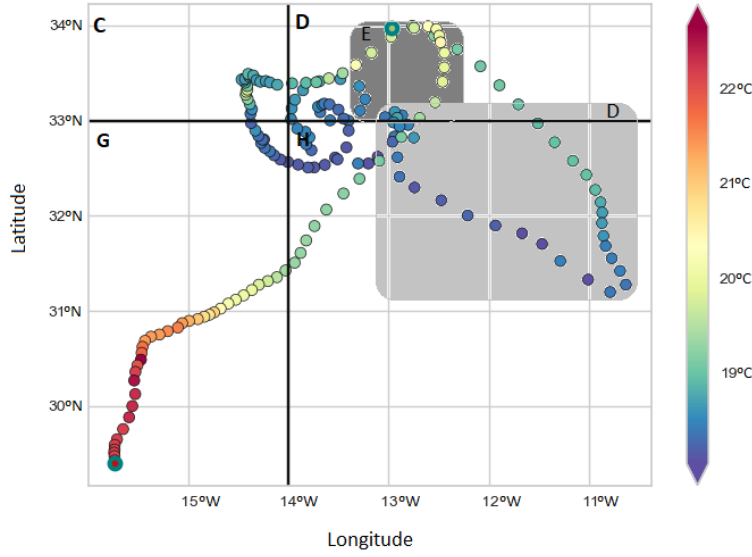 C
D
E
34ºN
33ºN
G
H
D
32ºN
31ºN
30ºN
Latitude
15ºW
14ºW
13ºW
12ºW
11ºW
Longitude
22ºC
21ºC
20ºC
19ºC